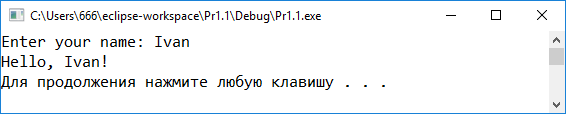 C:\Users\666\eclipse-workspace\Pr1.1\Debug\Pr1.1.exe
Enter your name: Ivan
Hello, Ivan!
Для продолжения нажмите любую клавишу . . .